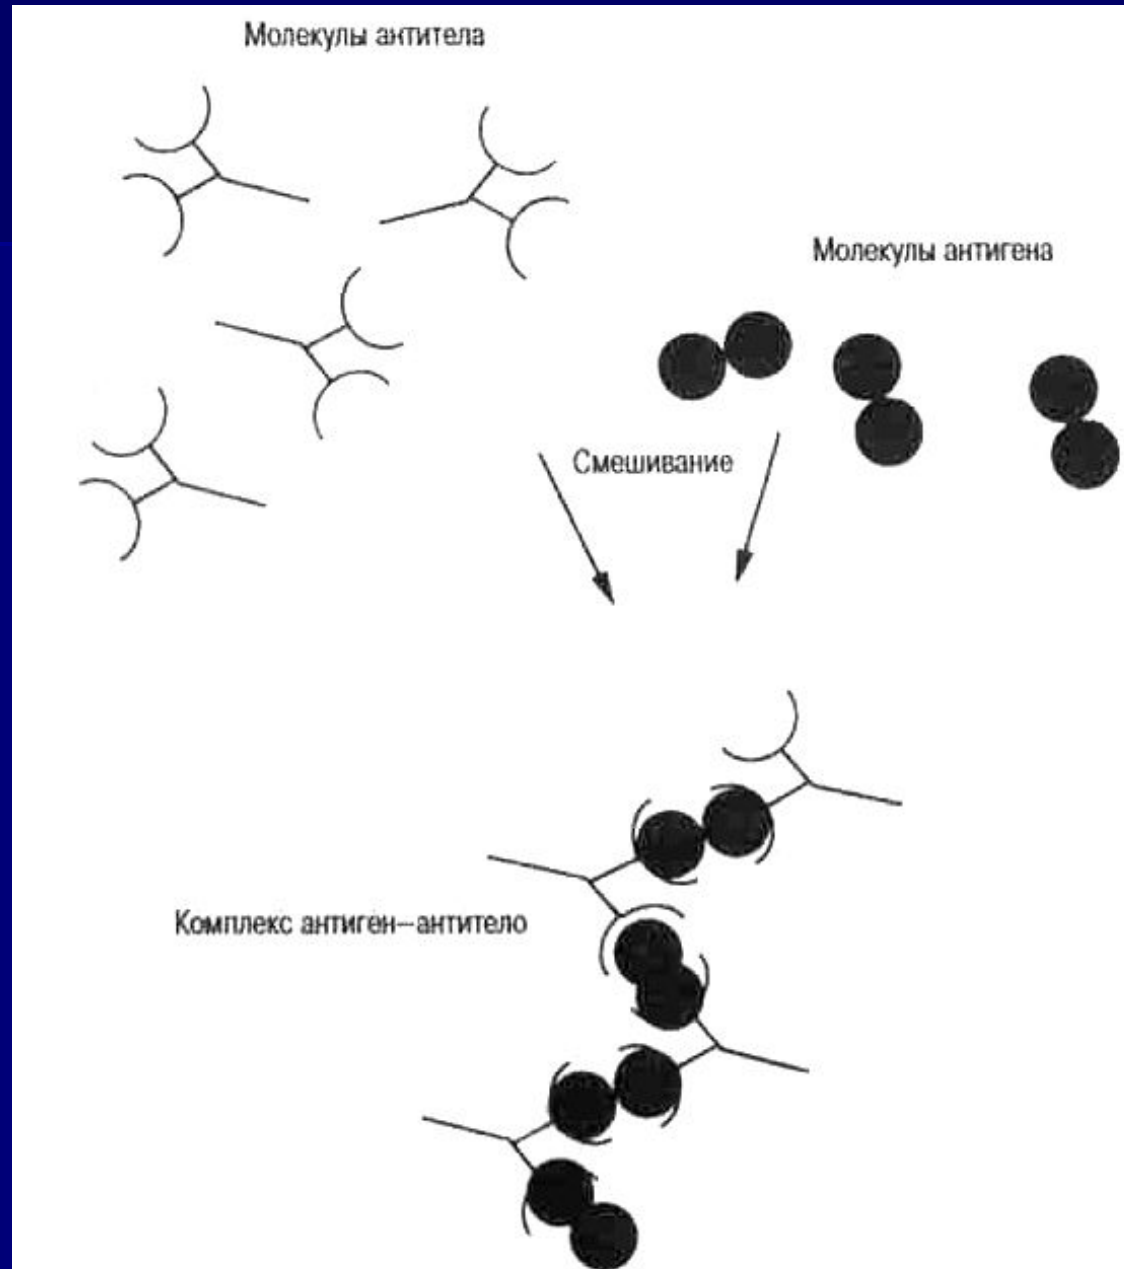 Молекулы антитела
Молекулы антигена
Смешивание
Комплекс антиген—антитело